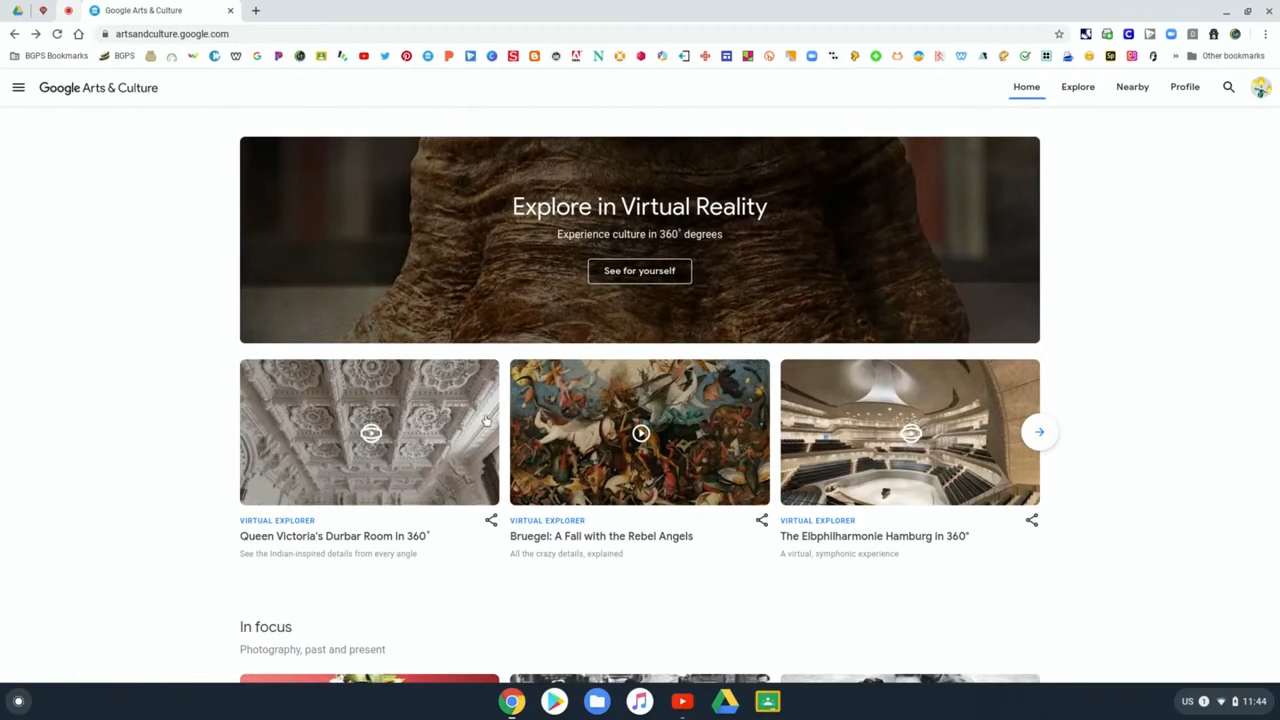 Google Arts & Culture
artsandculture.google.com
BGPS Bookmarks
BGPS
Other bookmarks
Google Arts & Culture
Home
Explore
Nearby
Profile
Explore in Virtual Reality
Experience culture in 360° degrees
See for yourself
VIRTUAL EXPLORER
Queen Victoria's Durbar Room in 360°
See the Indian-inspired details from every angle
VIRTUAL EXPLORER
Bruegel: A Fall with the Rebel Angels
All the crazy details, explained
VIRTUAL EXPLORER
The Elbphilharmonie Hamburg in 360°
A virtual, symphonic experience
In focus
Photography, past and present
US 1 11:44